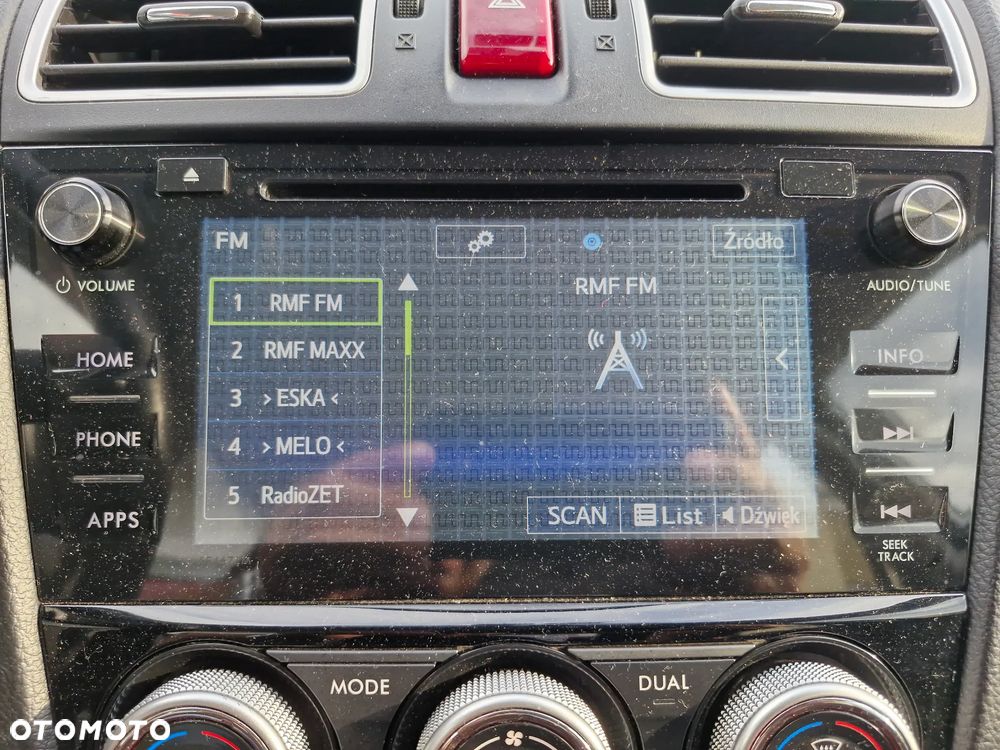 FM
Źródło
VOLUME
AUDIO/TUNE
RMF FM
1 RMF FM
2 RMF MAXX
3 > ESKA <
4 > MELO <
5 RadioZET
SCAN
List
Dźwięk
HOME
PHONE
APPS
INFO
SEEK
TRACK
MODE
DUAL
OTOMOTO